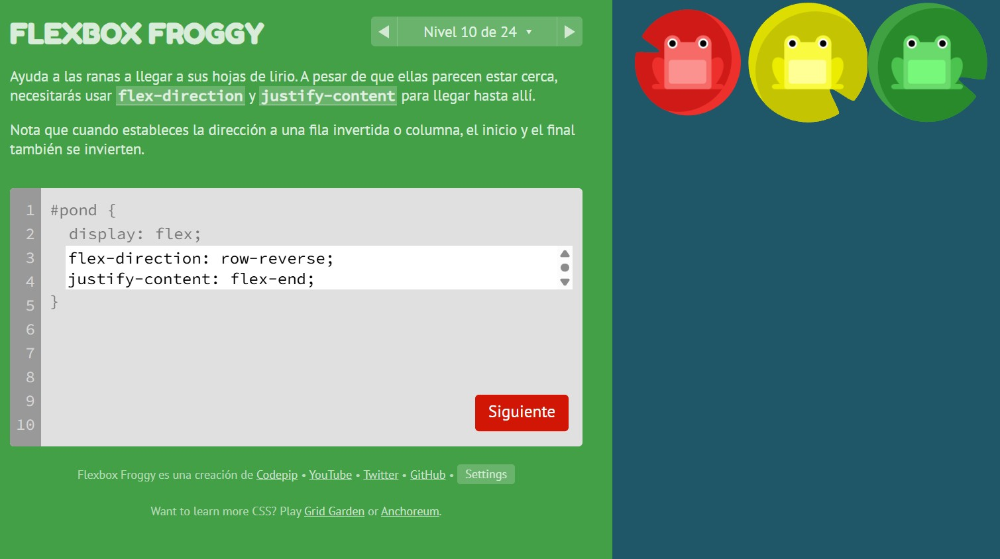 FLEXBOX FROGGY
Nivel 10 de 24
Ayuda a las ranas a llegar a sus hojas de lirio. A pesar de que ellas parecen estar cerca,
necesitarás usar flex-direction y justify-content para llegar hasta allí.
Nota que cuando estableces la dirección a una fila invertida o columna, el inicio y el final
también se invierten.
1 #pond {
2 display: flex;
3 flex-direction: row-reverse;
4 justify-content: flex-end;
5 }
6
7
8
9
10
Siguiente
Flexbox Froggy es una creación de Codepip • YouTube • Twitter • GitHub • Settings
Want to learn more CSS? Play Grid Garden or Anchoreum.